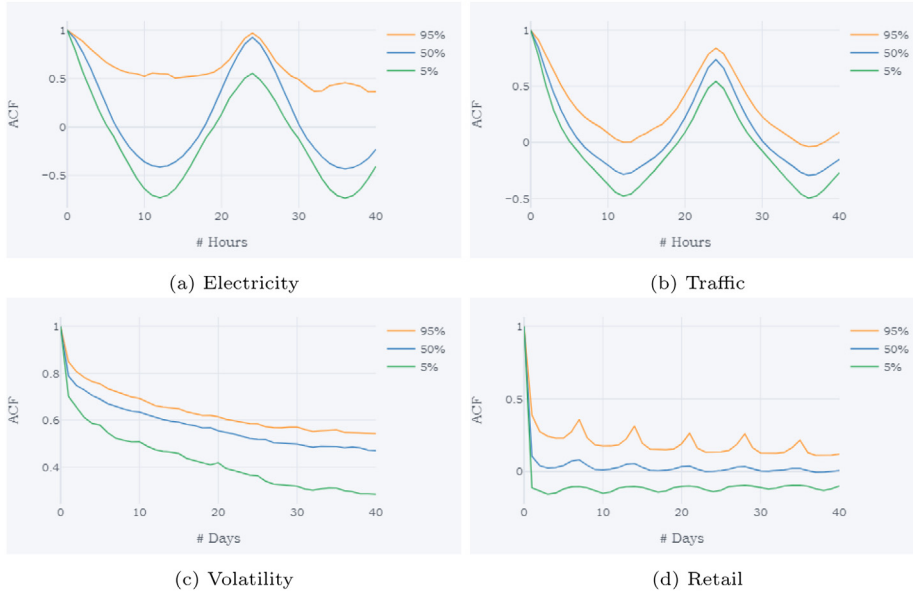 1
0.5
0
−0.5
ACF
0 10 20 30 40
# Hours
95%
50%
5%
(a) Electricity
1
0.5
0
−0.5
ACF
0 10 20 30 40
# Hours
95%
50%
5%
(b) Traffic
1
0.8
0.6
0.4
ACF
0 10 20 30 40
# Days
95%
50%
5%
(c) Volatility
1
0.5
0
ACF
0 10 20 30 40
# Days
95%
50%
5%
(d) Retail